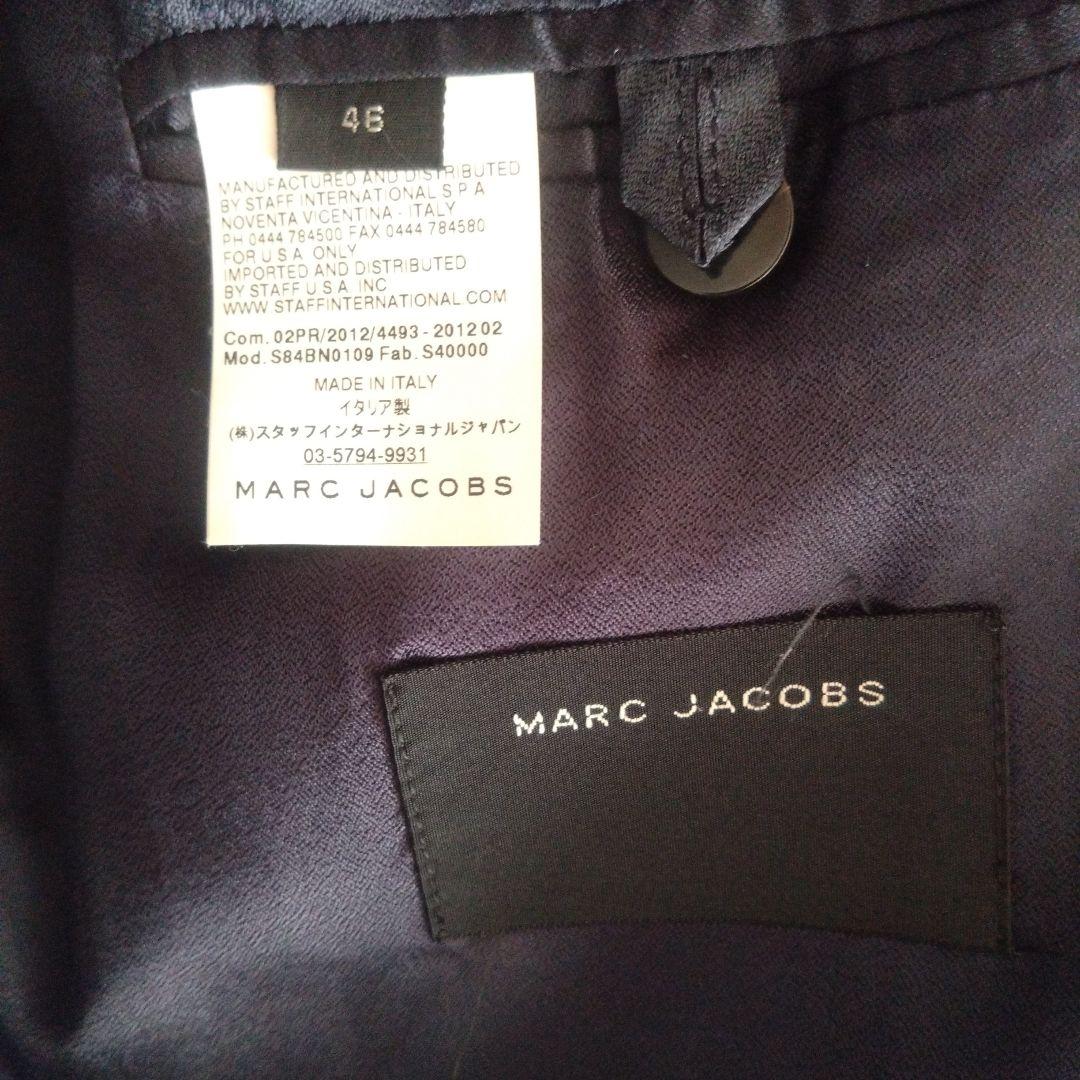 46
MANUFACTURED AND DISTRIBUTED
BY STAFF INTERNATIONAL S.P.A
NOVENTA VICENTINA - ITALY
PH 0444 784500 FAX 0444 784580
FOR U.S.A. ONLY
IMPORTED AND DISTRIBUTED
BY STAFF U.S.A. INC
WWW.STAFFINTERNATIONAL.COM
Com. 02PR/2012/4493 - 2012 02
Mod. S84BN0109 Fab. S40000
MADE IN ITALY
イタリア製
(株)スタッフインターナショナルジャパン
03-5794-9931
MARC JACOBS
MARC JACOBS